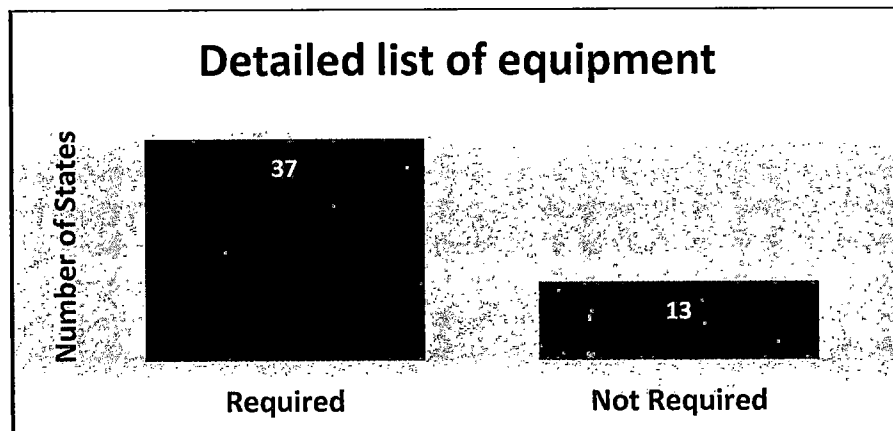 Detailed list of equipment
Number of States
37
13
Required
Not Required